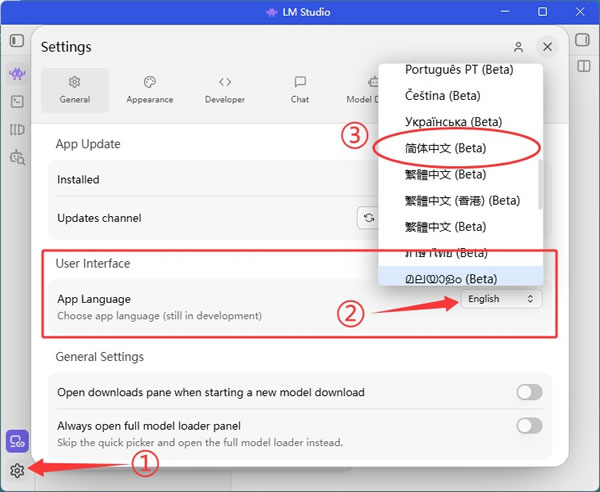 LM Studio
Settings
General
Appearance
Developer
Chat
Model D
Português PT (Beta)
Čeština (Beta)
Українська (Beta)
③
简体中文 (Beta)
繁體中文 (Beta)
繁體中文 (香港) (Beta)
繁體中文 (Beta)
ภาษาไทย (Beta)
മലയാളം (Beta)
App Update
Installed
Updates channel
User Interface
App Language
Choose app language (still in development)
②
English
General Settings
Open downloads pane when starting a new model download
Always open full model loader panel
Skip the quick picker and open the full model loader instead.
①